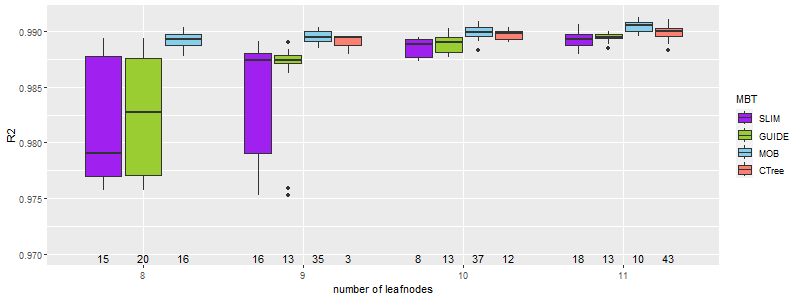 0.990
0.985
0.980
0.975
0.970
R2
15 20 16 16 13 35 3 8 13 37 12 18 13 10 43
8 9 10 11
number of leafnodes
MBT
SLIM
GUIDE
MOB
CTree